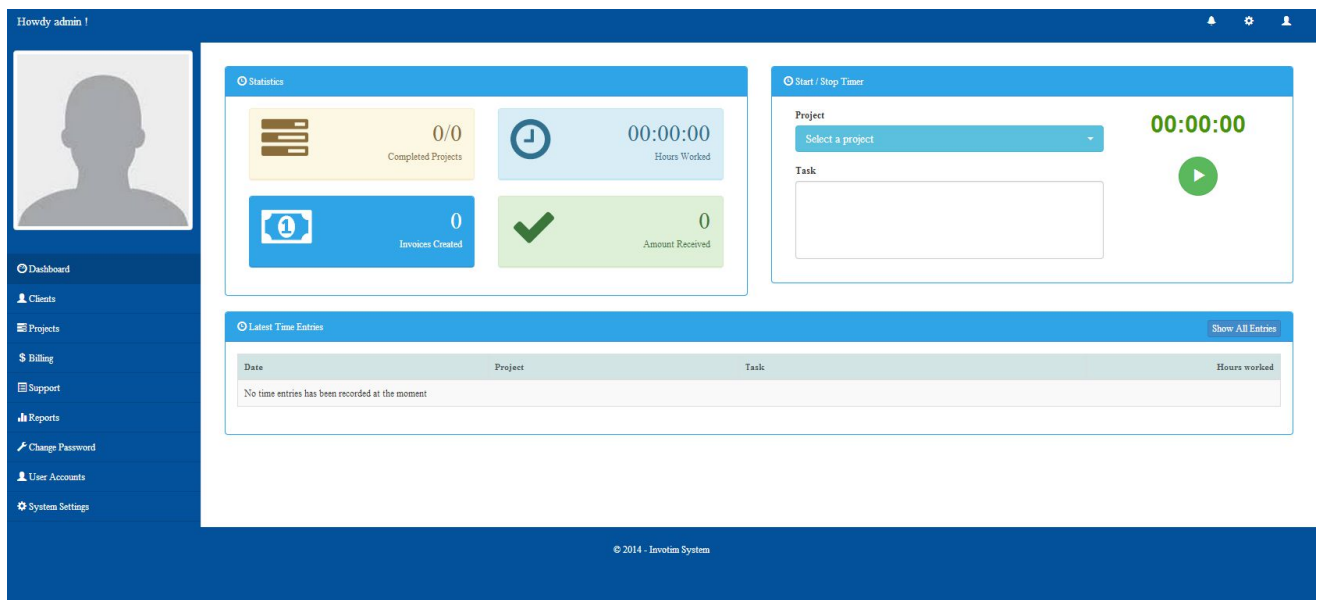 Howdy admin !
Dashboard
Clients
Projects
Billing
Support
Reports
Change Password
User Accounts
System Settings
Statistics
0/0
Completed Projects
00:00:00
Hours Worked
0
Invoices Created
0
Amount Received
Start / Stop Timer
Project
Select a project
Task
00:00:00
Latest Time Entries
Show All Entries
Date Project Task Hours worked
No time entries has been recorded at the moment
© 2014 - Invotim System